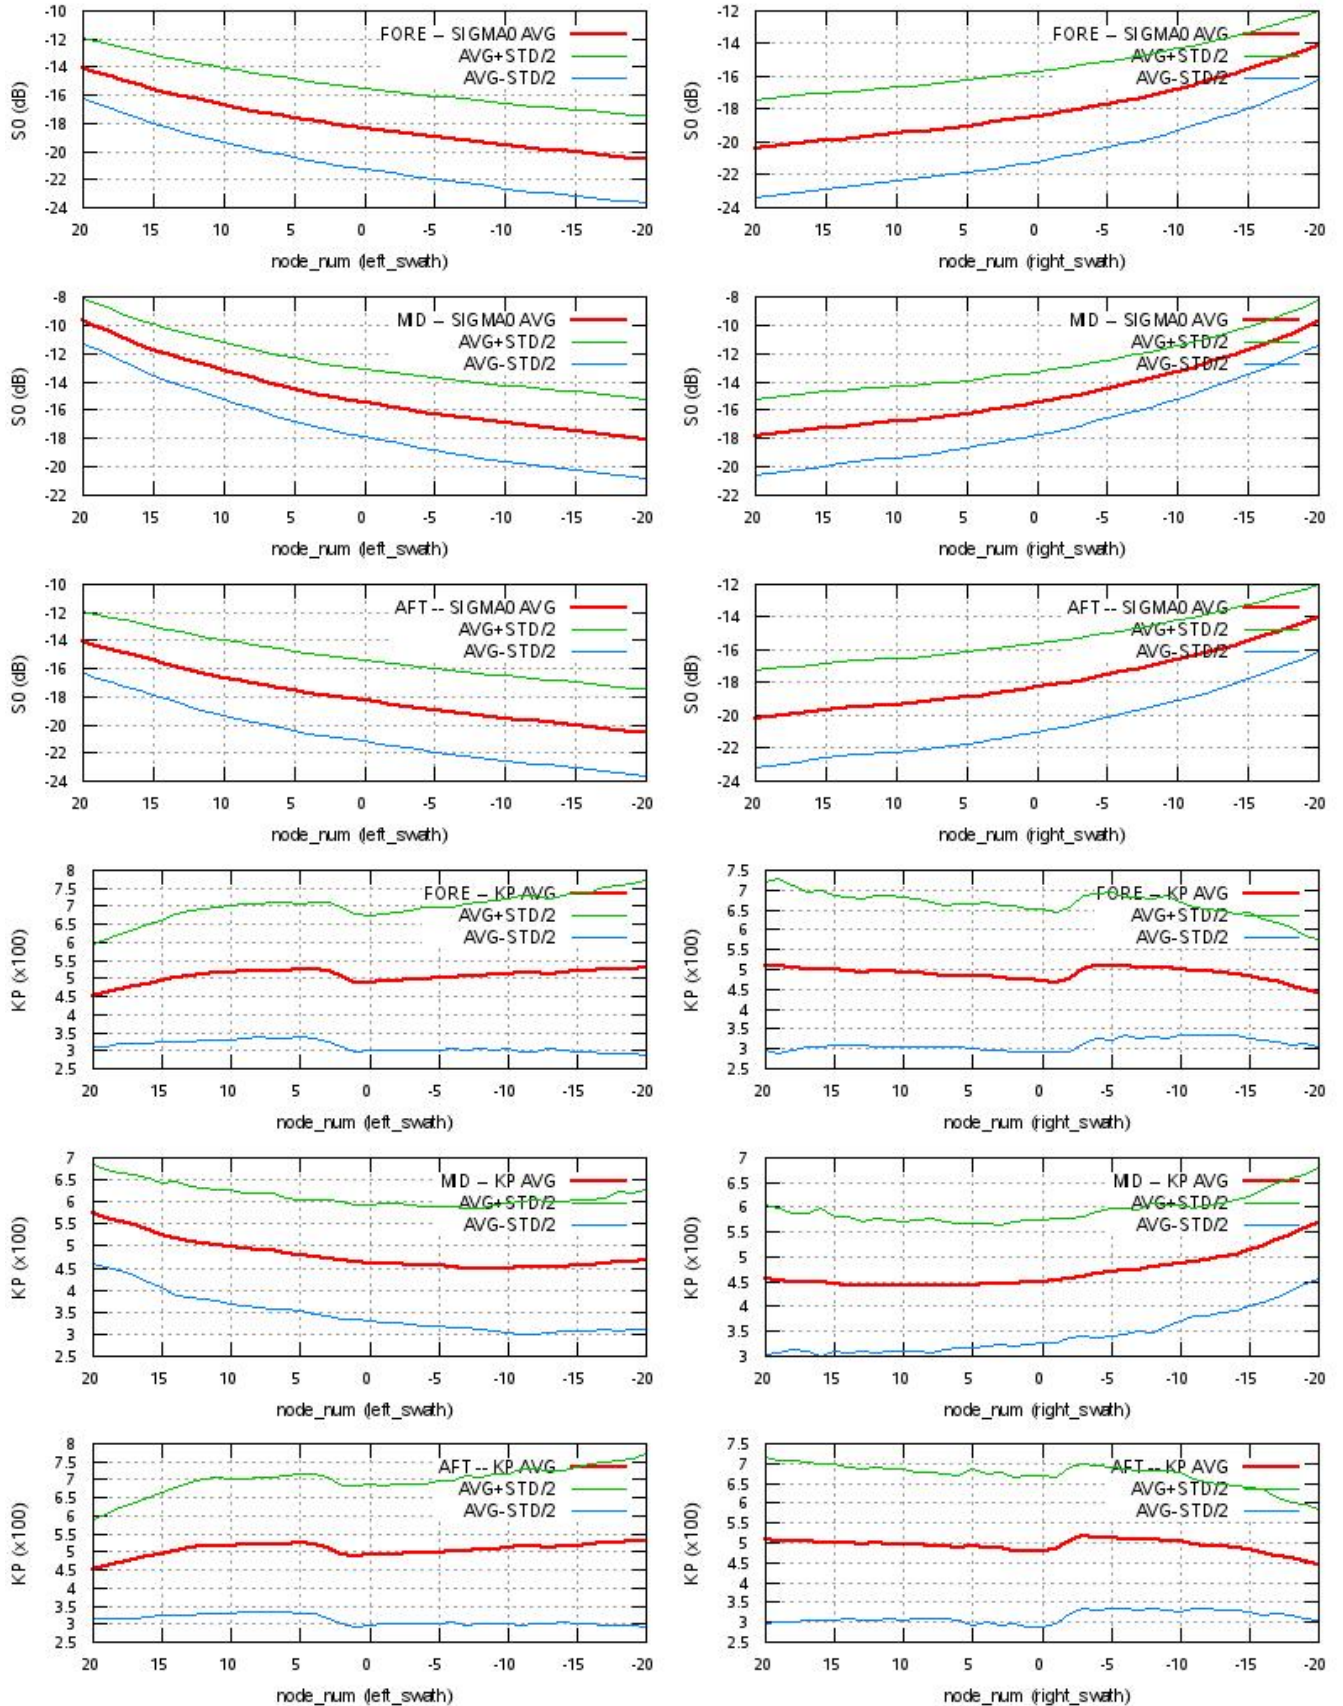 -10
-12
-14
-16
-18
-20
-22
-24
S0 (dB)
FORE -- SIGMA0 AVG
AVG+STD/2
AVG-STD/2
20 15 10 5 0 -5 -10 -15 -20
node_num (left_swath)
-12
-14
-16
-18
-20
-22
-24
S0 (dB)
FORE -- SIGMA0 AVG
AVG+STD/2
AVG-STD/2
20 15 10 5 0 -5 -10 -15 -20
node_num (right_swath)
-8
-10
-12
-14
-16
-18
-20
-22
S0 (dB)
MID -- SIGMA0 AVG
AVG+STD/2
AVG-STD/2
20 15 10 5 0 -5 -10 -15 -20
node_num (left_swath)
-8
-10
-12
-14
-16
-18
-20
-22
S0 (dB)
MID -- SIGMA0 AVG
AVG+STD/2
AVG-STD/2
20 15 10 5 0 -5 -10 -15 -20
node_num (right_swath)
-10
-12
-14
-16
-18
-20
-22
-24
S0 (dB)
AFT -- SIGMA0 AVG
AVG+STD/2
AVG-STD/2
20 15 10 5 0 -5 -10 -15 -20
node_num (left_swath)
-12
-14
-16
-18
-20
-22
-24
S0 (dB)
AFT -- SIGMA0 AVG
AVG+STD/2
AVG-STD/2
20 15 10 5 0 -5 -10 -15 -20
node_num (right_swath)
8
7.5
7
6.5
6
5.5
5
4.5
4
3.5
3
2.5
KP (x100)
FORE -- KP AVG
AVG+STD/2
AVG-STD/2
20 15 10 5 0 -5 -10 -15 -20
node_num (left_swath)
7.5
7
6.5
6
5.5
5
4.5
4
3.5
3
2.5
KP (x100)
FORE -- KP AVG
AVG+STD/2
AVG-STD/2
20 15 10 5 0 -5 -10 -15 -20
node_num (right_swath)
7
6.5
6
5.5
5
4.5
4
3.5
3
2.5
KP (x100)
MID -- KP AVG
AVG+STD/2
AVG-STD/2
20 15 10 5 0 -5 -10 -15 -20
node_num (left_swath)
7
6.5
6
5.5
5
4.5
4
3.5
3
KP (x100)
MID -- KP AVG
AVG+STD/2
AVG-STD/2
20 15 10 5 0 -5 -10 -15 -20
node_num (right_swath)
8
7.5
7
6.5
6
5.5
5
4.5
4
3.5
3
2.5
KP (x100)
AFT -- KP AVG
AVG+STD/2
AVG-STD/2
20 15 10 5 0 -5 -10 -15 -20
node_num (left_swath)
7.5
7
6.5
6
5.5
5
4.5
4
3.5
3
2.5
KP (x100)
AFT -- KP AVG
AVG+STD/2
AVG-STD/2
20 15 10 5 0 -5 -10 -15 -20
node_num (right_swath)